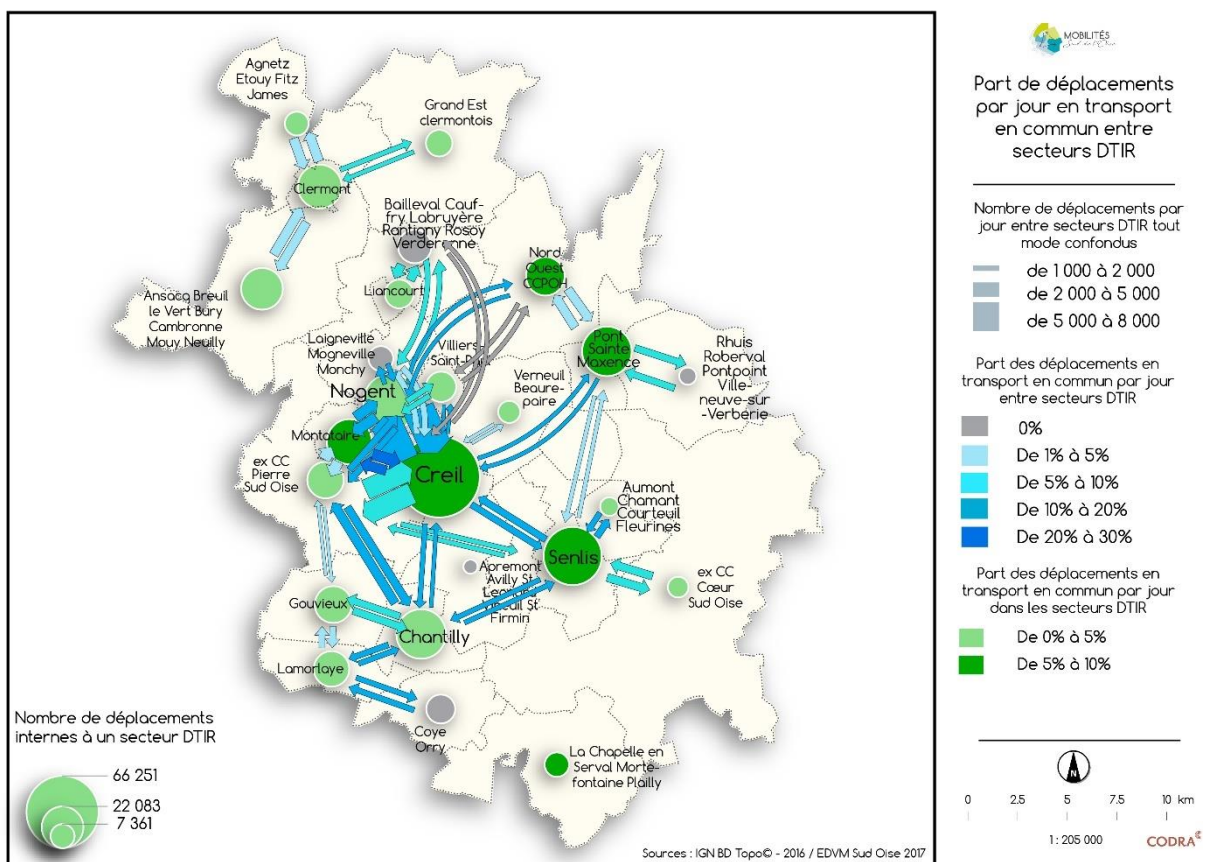 Agnetz
Etouy Fitz
James
Grand Est
clermontois
Clermont
Bailleval Cauf-
fry Labruyère
Rantigny Rosoy
Verderonne
Nord
Ouest
CCPOH
Liancourt
Ansacq Breuil
le Vert Bury
Cambronne
Mouy Neuilly
Laigneville
Mogneville
Monchy
Villiers
Pont
Sainte
Maxence
Rhuis
Roberval
Pontpoint
Ville-
neuve-sur
-Verberie
Verneuil
Beaure-
paire
Nogent
Montataire
ex CC
Pierre
Sud Oise
Creil
Aumont
Chamant
Courteuil
Fleurines
Senlis
Apremont
Avilly St
Firmin
ex CC
Cœur
Sud Oise
Gouvieux
Chantilly
Lamorlaye
Coye
Orry
La Chapelle en
Serval Morte-
fontaine Plailly
Nombre de déplacements
internes à un secteur DTIR
66 251
22 083
7 361
Sources : IGN BD Topo© - 2016 / EDVM Sud Oise 2017
MOBILITÉS
Sud de l'Oise
Part de déplacements
par jour en transport
en commun entre
secteurs DTIR
Nombre de déplacements par
jour entre secteurs DTIR tout
mode confondus
de 1 000 à 2 000
de 2 000 à 5 000
de 5 000 à 8 000
Part des déplacements en
transport en commun par jour
entre secteurs DTIR
0%
De 1% à 5%
De 5% à 10%
De 10% à 20%
De 20% à 30%
Part des déplacements en
transport en commun par jour
dans les secteurs DTIR
De 0% à 5%
De 5% à 10%
N
0 2.5 5 7.5 10 km
1 : 205 000
CODRA